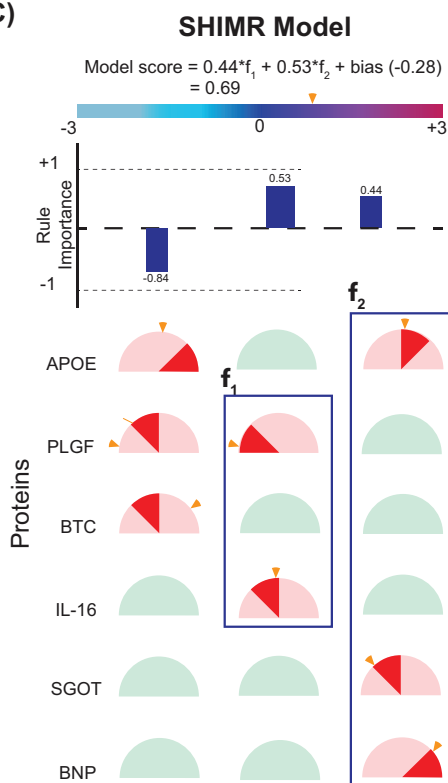 C)
SHIMR Model
Model score = 0.44*f1 + 0.53*f2 + bias (-0.28)
= 0.69
-3 0 +3
+1
-1
Rule
Importance
0.53
0.44
-0.84
f2
f1
APOE
PLGF
BTC
IL-16
SGOT
BNP
Proteins